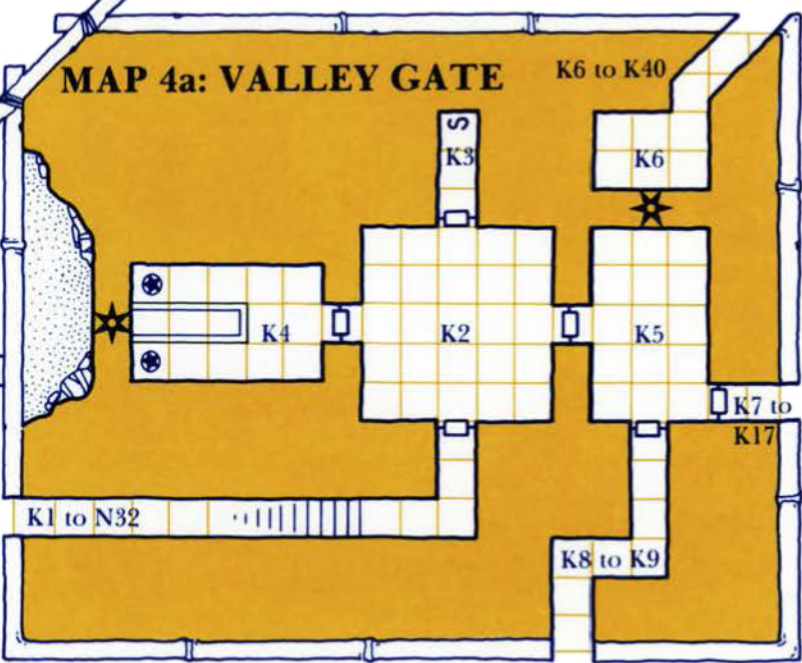 MAP 4a: VALLEY GATE
K6 to K40
S
K3
K6
K4
K2
K5
K7 to
K17
K1 to N32
K8 to K9